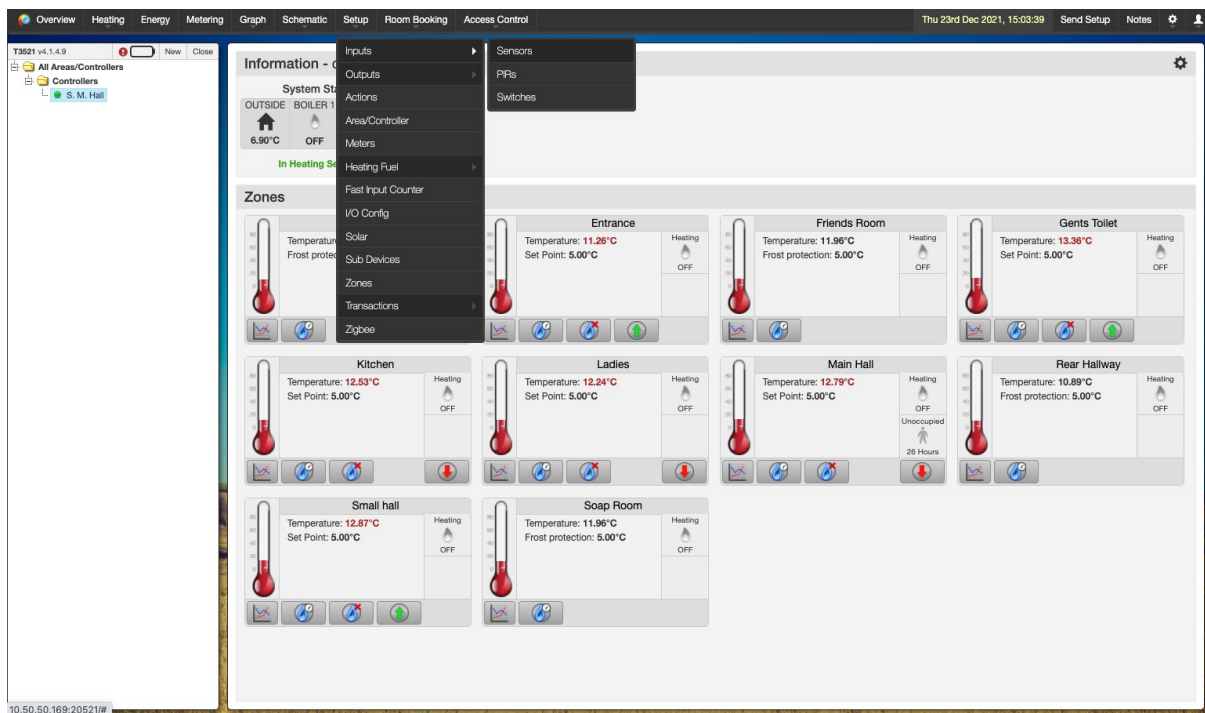 Overview Heating Energy Metering Graph Schematic Setup Room Booking Access Control Thu 23rd Dec 2021, 15:03:39 Send Setup Notes
T3521 v4.1.4.9 New Close
All Areas/Controllers
Controllers
S. M. Hall
Inputs
Outputs
Actions
Area/Controller
Meters
Heating Fuel
Fast Input Counter
I/O Config
Solar
Sub Devices
Zones
Transactions
Zigbee
Sensors
PIRs
Switches
Information -
System Sta
OUTSIDE BOILER 1
6.90°C OFF
In Heating Se
Zones
Temperature
Frost protec
Entrance
Temperature: 11.26°C
Set Point: 5.00°C
Heating
OFF
Friends Room
Temperature: 11.96°C
Frost protection: 5.00°C
Heating
OFF
Gents Toilet
Temperature: 13.36°C
Set Point: 5.00°C
Heating
OFF
Kitchen
Temperature: 12.53°C
Set Point: 5.00°C
Heating
OFF
Ladies
Temperature: 12.24°C
Set Point: 5.00°C
Heating
OFF
Main Hall
Temperature: 12.79°C
Set Point: 5.00°C
Heating
OFF
Unoccupied
26 Hours
Rear Hallway
Temperature: 10.89°C
Frost protection: 5.00°C
Heating
OFF
Small hall
Temperature: 12.87°C
Set Point: 5.00°C
Heating
OFF
Soap Room
Temperature: 11.96°C
Frost protection: 5.00°C
Heating
OFF
10.50.50.169:20521/#